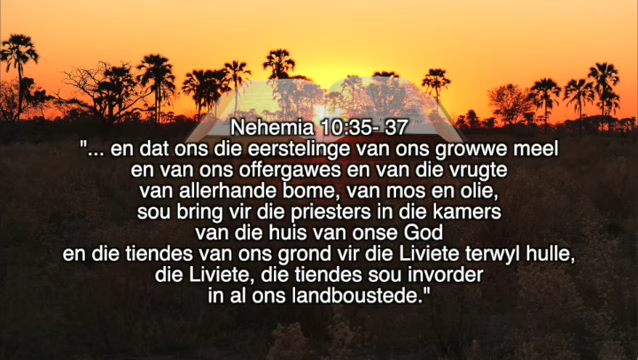 Nehemia 10:35- 37
"... en dat ons die eerstelinge van ons growwe meel
en van ons offergawes en van die vrugte
van allerhande bome, van mos en olie,
sou bring vir die priesters in die kamers
van die huis van onse God
en die tiendes van ons grond vir die Liviete terwyl hulle,
die Liviete, die tiendes sou invorder
in al ons landboustede."